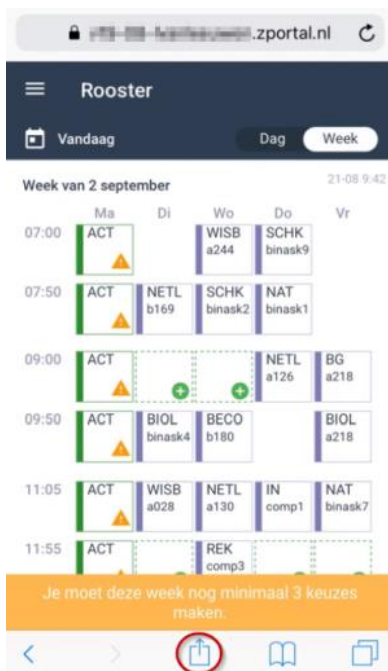 .zportal.nl
Rooster
Vandaag Dag Week
Week van 2 september 21-08 9:42
Ma Di Wo Do Vr
07:00 ACT WISB SCHK
a244 binask9
07:50 ACT NETL SCHK NAT
b169 binask2 binask1
09:00 ACT NETL BG
a126 a218
09:50 ACT BIOL BECO BIOL
binask4 b180 a218
11:05 ACT WISB NETL IN NAT
a028 a130 comp1 binask7
11:55 ACT REK
comp3
Je moet deze week nog minimaal 3 keuzes
maken.